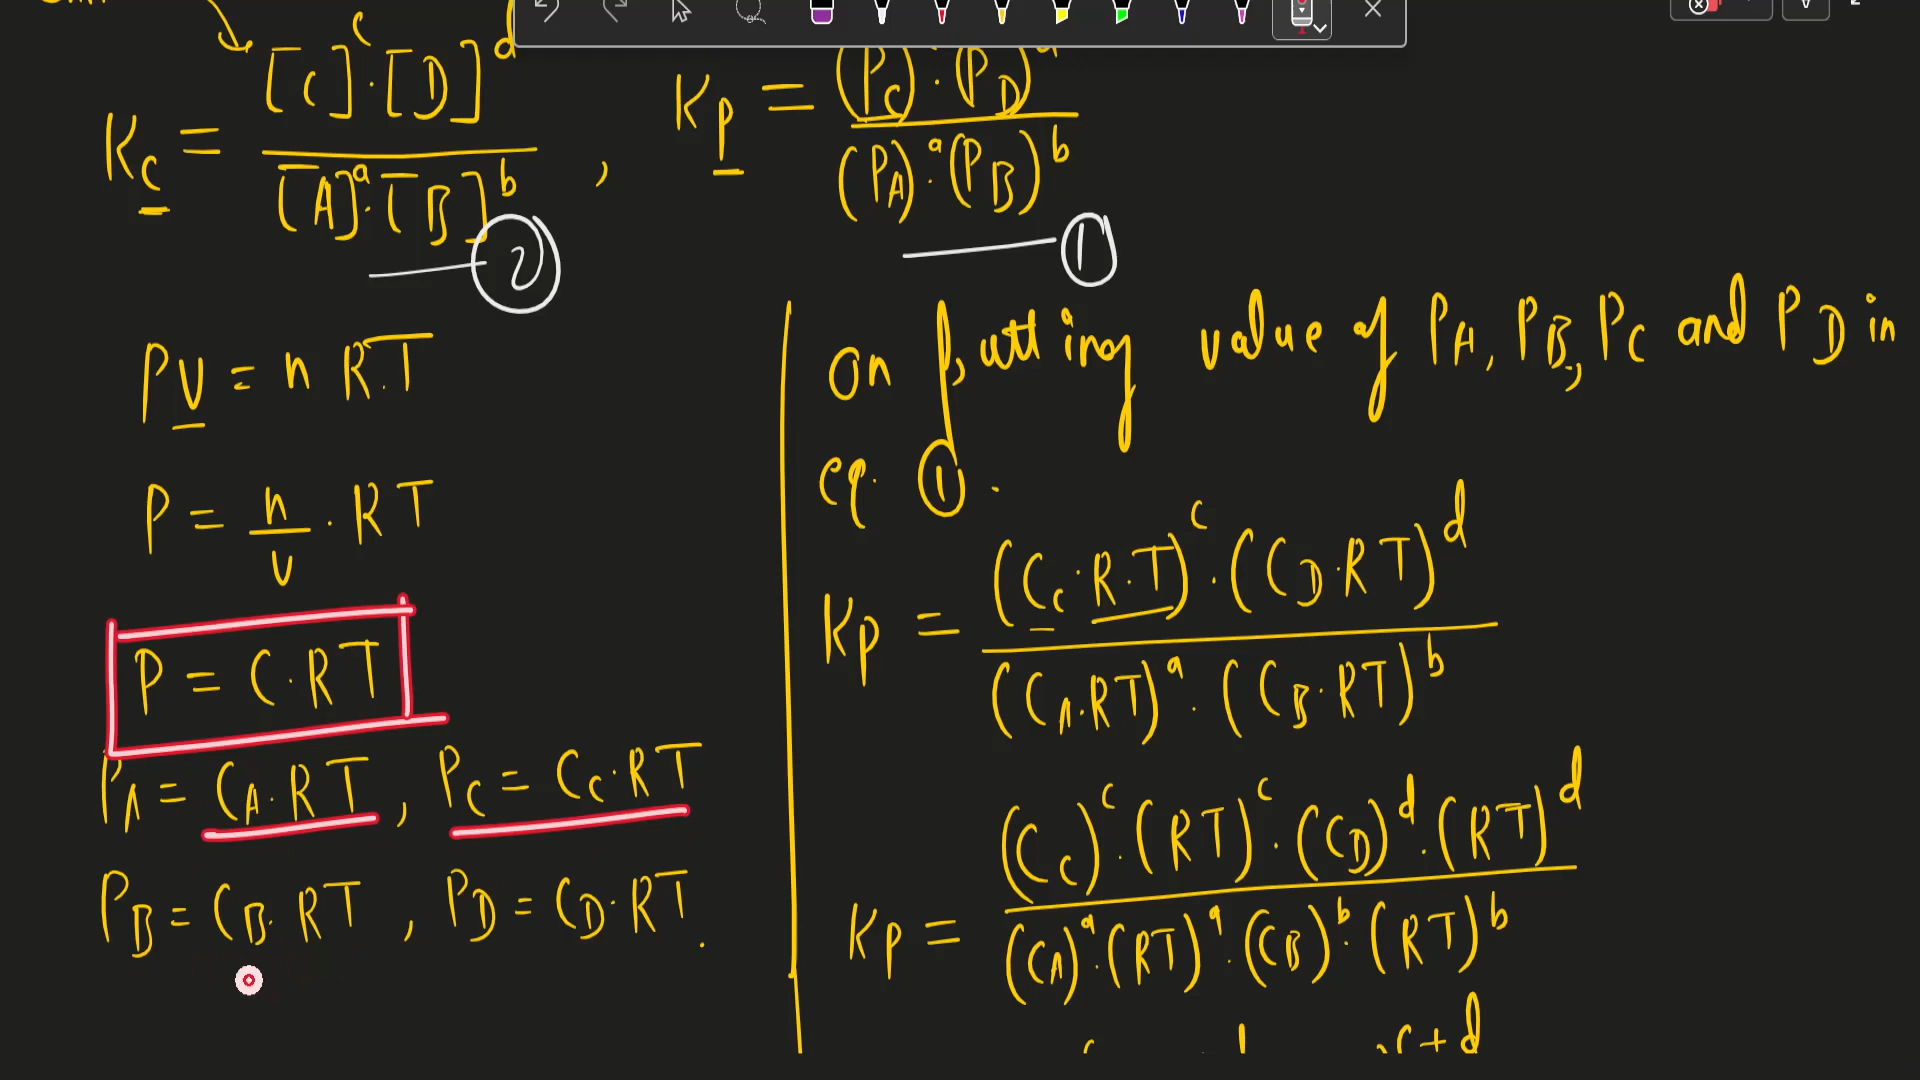 Kc = [C]^c · [D]^d / [A]^a · [B]^b , Kp = (PC) · (PD) / (PA)^a · (PB)^b
② ①
PV = nR.T
P = n/v · RT
P = C·RT
PA = CA·RT , PC = CC·RT
PB = CB·RT , PD = CD·RT.
on putting value of PA, PB, PC and PD in
eq. ① .
Kp = (CC·R·T)^c · (CD·RT)^d / (CA·RT)^a · (CB·RT)^b
Kp = (CC)^c · (RT)^c · (CD)^d · (RT)^d / (CA)^a · (RT)^a · (CB)^b · (RT)^b
c+d